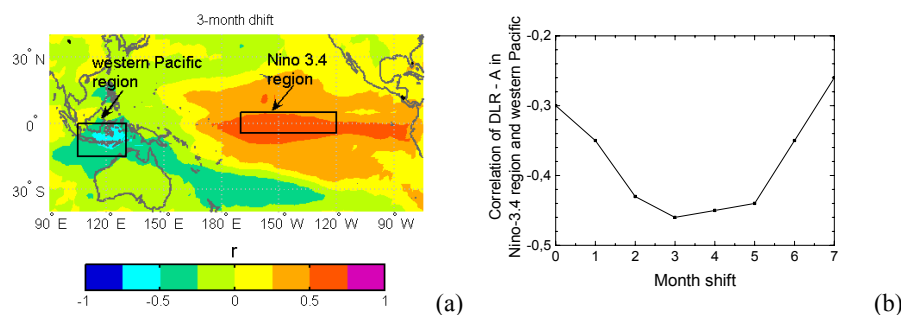 3-month dhift
30° N
0°
30° S
western Pacific
region
Nino 3.4
region
90° E 120° E 150° E 180° E 150° W 120° W 90° W
r
-1 -0.5 0 0.5 1
(a)
Correlation of DLR - A in
Nino-3.4 region and western Pacific
-0,2
-0,3
-0,4
-0,5
0 1 2 3 4 5 6 7
Month shift
(b)